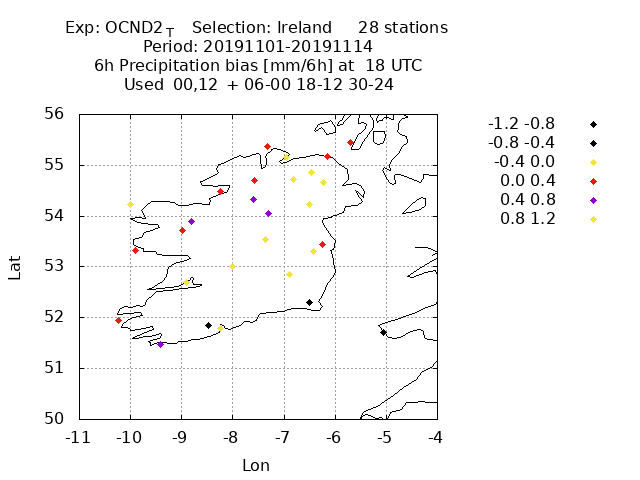 Exp: OCND2_T Selection: Ireland 28 stations
Period: 20191101-20191114
6h Precipitation bias [mm/6h] at 18 UTC
Used 00,12 + 06-00 18-12 30-24
56
55
54
53
52
51
50
Lat
-11 -10 -9 -8 -7 -6 -5 -4
Lon
-1.2 -0.8
-0.8 -0.4
-0.4 0.0
0.0 0.4
0.4 0.8
0.8 1.2